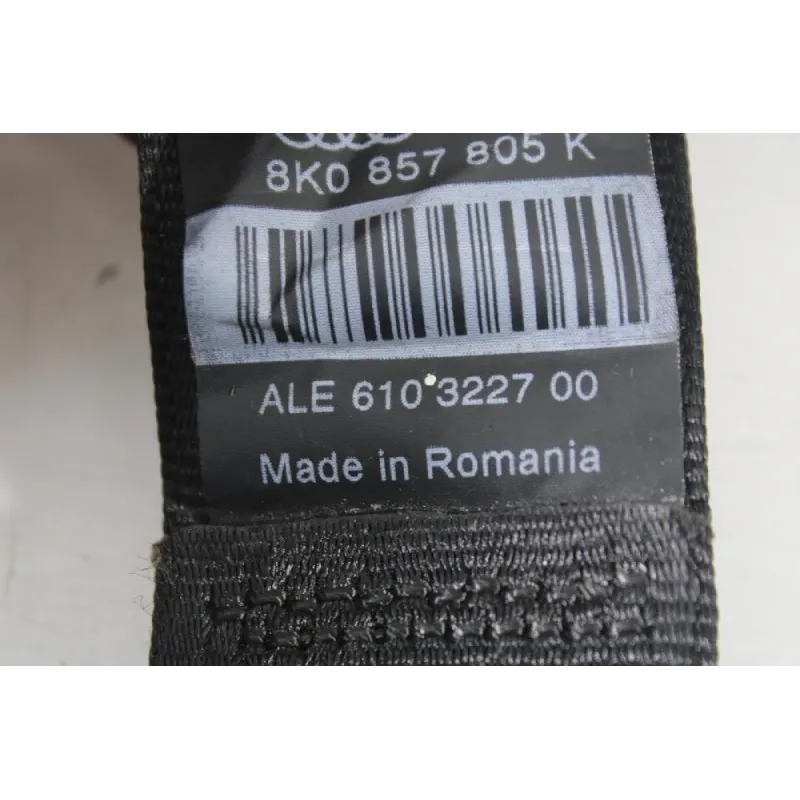 8K0 857 805 K
ALE 610 3227 00
Made in Romania